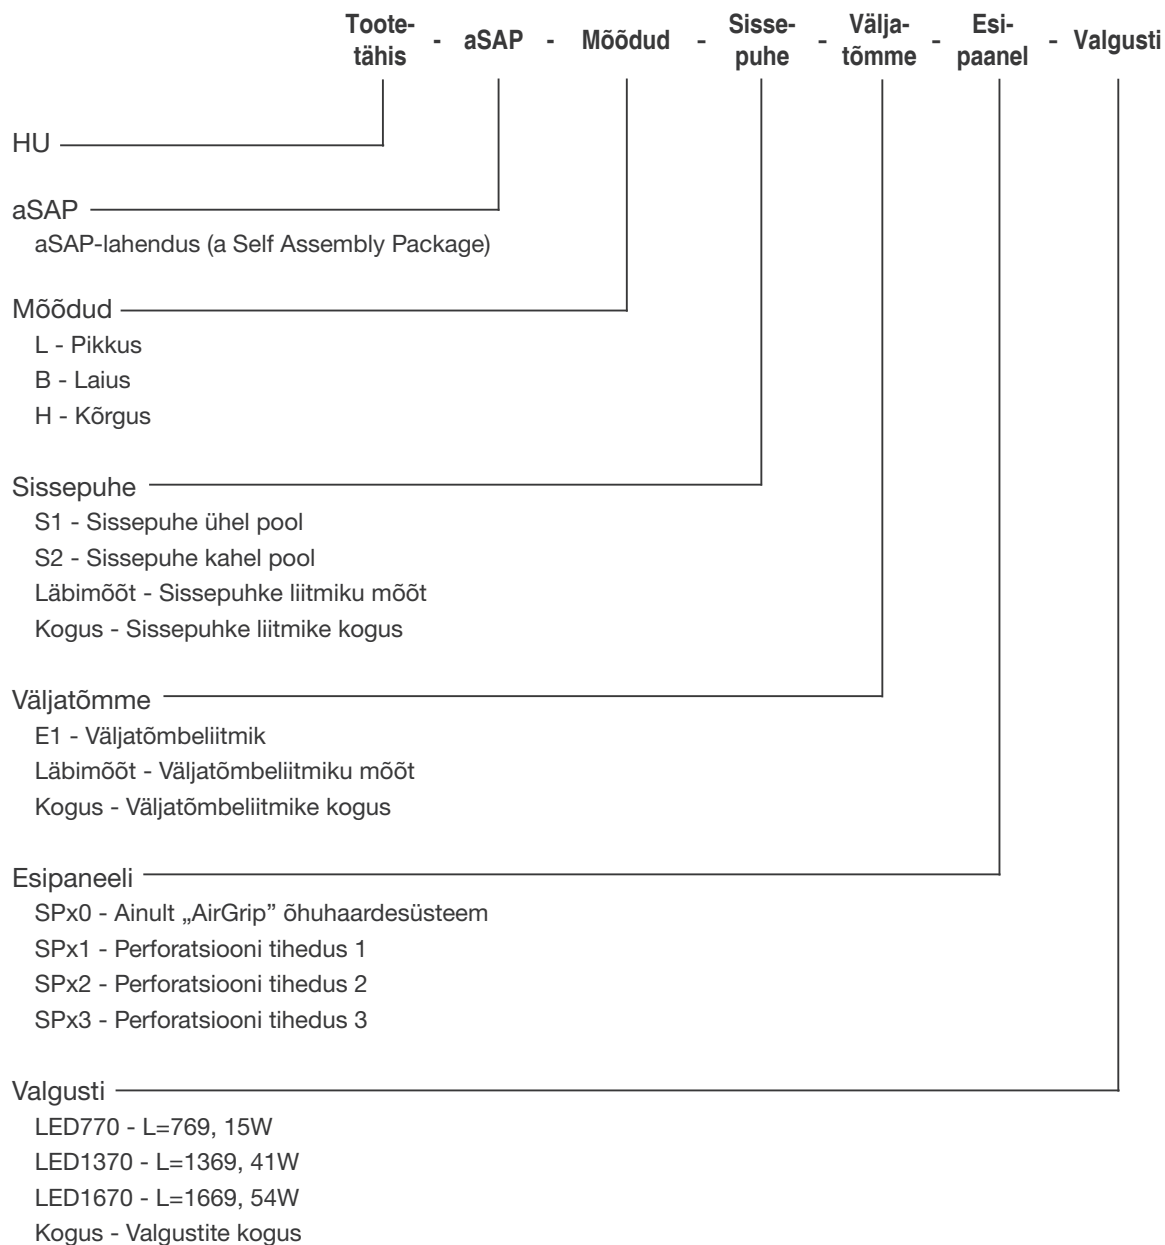 Toote- - aSAP - Mõõdud - Sisse- - Välja- - Esi- - Valgusti
tähis puhe tõmme paanel
HU
aSAP
aSAP-lahendus (a Self Assembly Package)
Mõõdud
L - Pikkus
B - Laius
H - Kõrgus
Sissepuhe
S1 - Sissepuhe ühel pool
S2 - Sissepuhe kahel pool
Läbimõõt - Sissepuhke liitmiku mõõt
Kogus - Sissepuhke liitmike kogus
Väljatõmme
E1 - Väljatõmbeliitmik
Läbimõõt - Väljatõmbeliitmiku mõõt
Kogus - Väljatõmbeliitmike kogus
Esipaneeli
SPx0 - Ainult „AirGrip” õhuhaardesüsteem
SPx1 - Perforatsiooni tihedus 1
SPx2 - Perforatsiooni tihedus 2
SPx3 - Perforatsiooni tihedus 3
Valgusti
LED770 - L=769, 15W
LED1370 - L=1369, 41W
LED1670 - L=1669, 54W
Kogus - Valgustite kogus